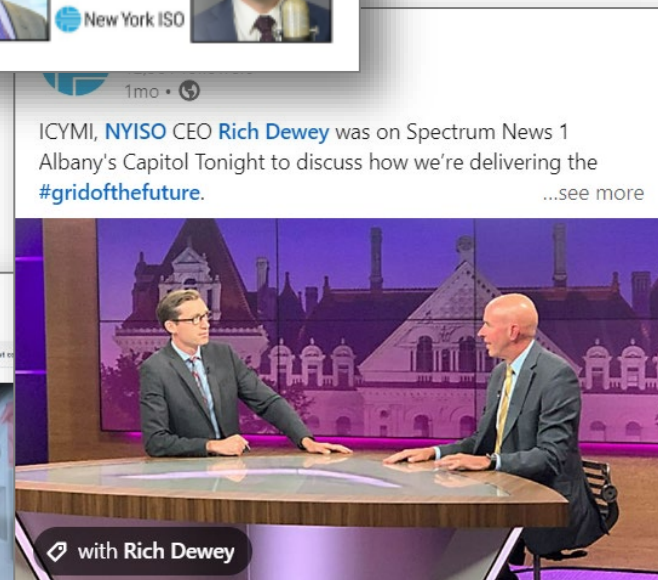 New York ISO
1mo •
ICYMI, NYISO CEO Rich Dewey was on Spectrum News 1
Albany's Capitol Tonight to discuss how we're delivering the
#gridofthefuture.
...see more
with Rich Dewey